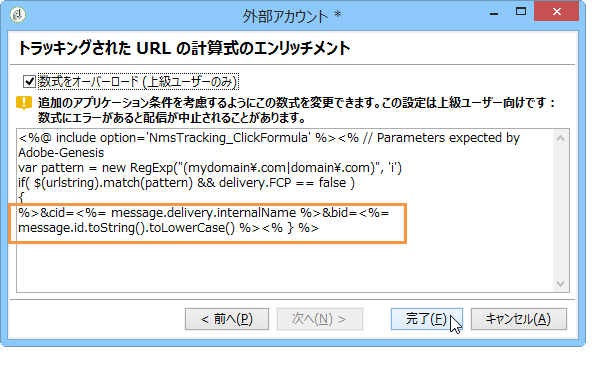 外部アカウント *
トラッキングされた URL の計算式のエンリッチメント
数式をオーバーロード (上級ユーザーのみ)
追加のアプリケーション条件を考慮するようにこの数式を変更できます。この設定は上級ユーザー向けです：
数式にエラーがあると配信が中止されることがあります。
<%@ include option='NmsTracking_ClickFormula' %><% // Parameters expected by
Adobe-Genesis
var pattern = new RegExp("(mydomain¥.com|domain¥.com)", 'i')
if( $(urlstring).match(pattern) && delivery.FCP == false )
{
%>&cid=<%= message.delivery.internalName %>&bid=<%=
message.id.toString().toLowerCase() %><% } %>
< 前へ(P) 次へ(N) > 完了(F) キャンセル(A)